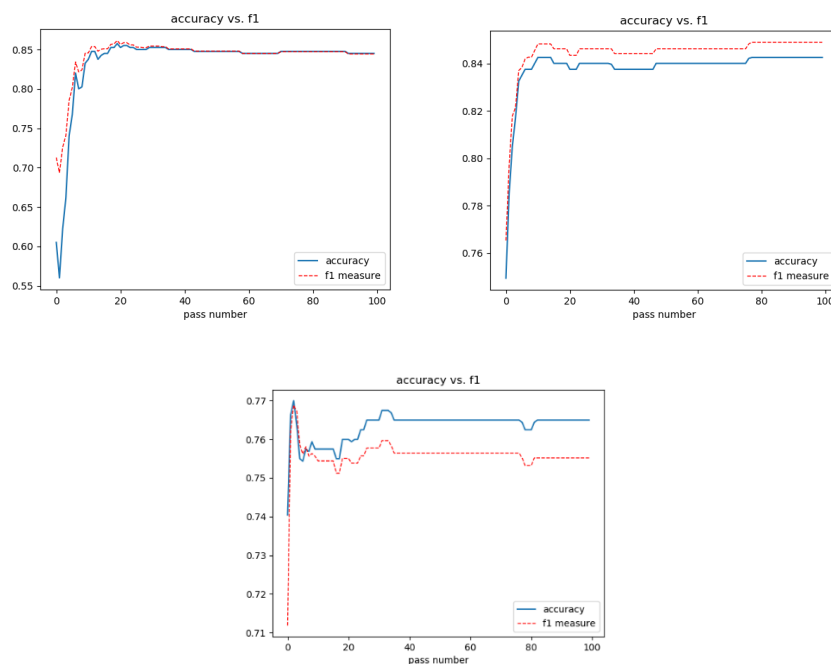 accuracy vs. f1
0.85
0.80
0.75
0.70
0.65
0.60
0.55
0 20 40 60 80 100
pass number
accuracy
f1 measure
accuracy vs. f1
0.84
0.82
0.80
0.78
0.76
0 20 40 60 80 100
pass number
accuracy
f1 measure
accuracy vs. f1
0.77
0.76
0.75
0.74
0.73
0.72
0.71
0 20 40 60 80 100
pass number
accuracy
f1 measure